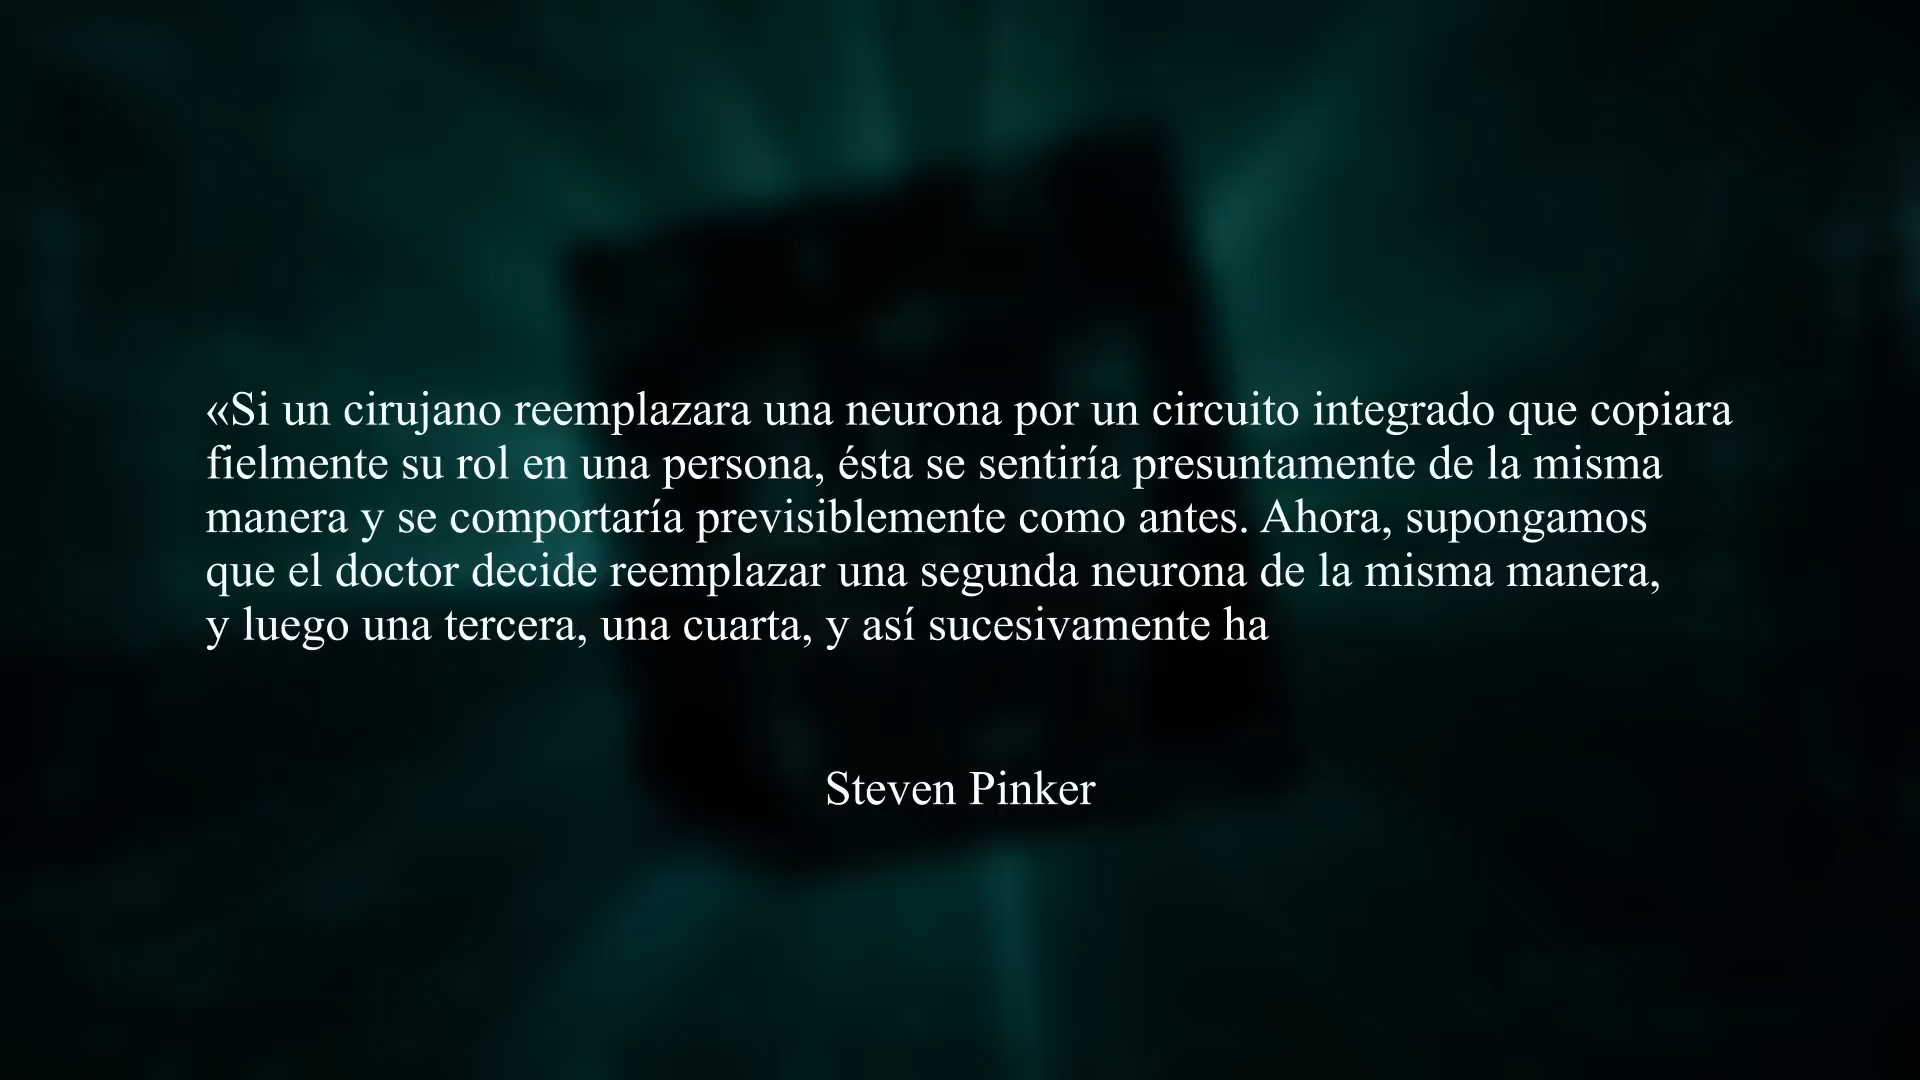 «Si un cirujano reemplazara una neurona por un circuito integrado que copiara
fielmente su rol en una persona, ésta se sentiría presuntamente de la misma
manera y se comportaría previsiblemente como antes. Ahora, supongamos
que el doctor decide reemplazar una segunda neurona de la misma manera,
y luego una tercera, una cuarta, y así sucesivamente ha
Steven Pinker